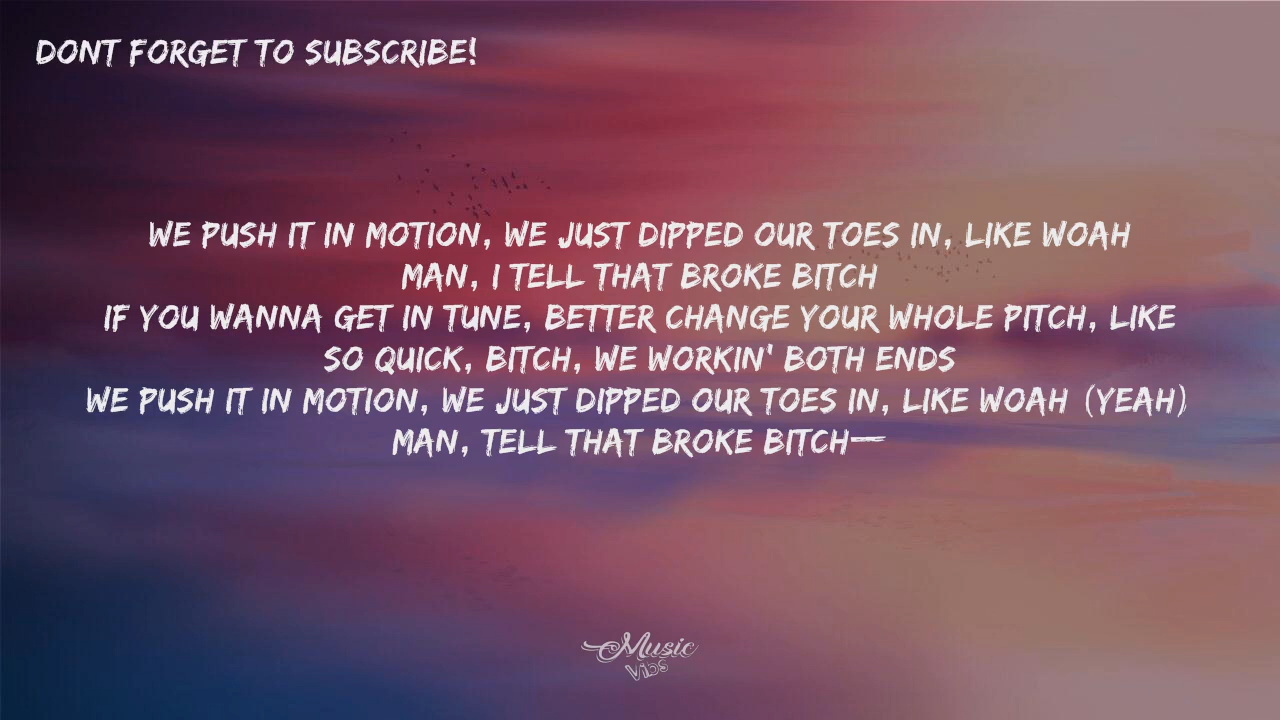 DONT FORGET TO SUBSCRIBE!
WE PUSH IT IN MOTION, WE JUST DIPPED OUR TOES IN, LIKE WOAH
MAN, I TELL THAT BROKE BITCH
IF YOU WANNA GET IN TUNE, BETTER CHANGE YOUR WHOLE PITCH, LIKE
SO QUICK, BITCH, WE WORKIN' BOTH ENDS
WE PUSH IT IN MOTION, WE JUST DIPPED OUR TOES IN, LIKE WOAH (YEAH)
MAN, TELL THAT BROKE BITCH—
Music
Vibs